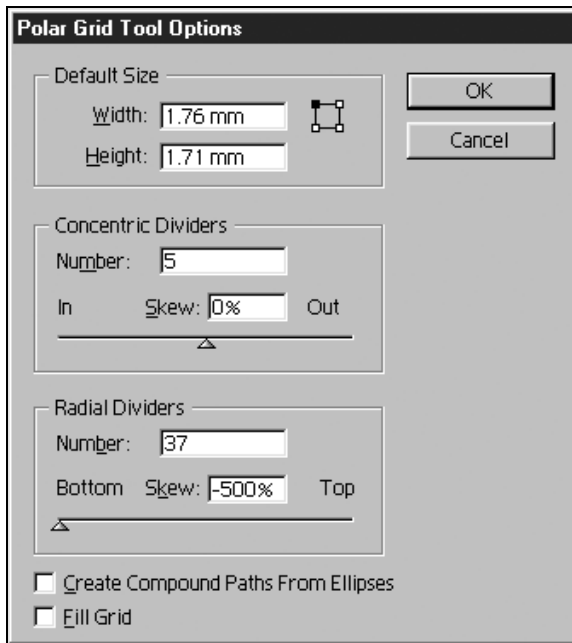 Polar Grid Tool Options
Default Size
Width: 1.76 mm
Height: 1.71 mm
OK
Cancel
Concentric Dividers
Number: 5
In Skew: 0% Out
Radial Dividers
Number: 37
Bottom Skew: -500% Top
Create Compound Paths From Ellipses
Fill Grid